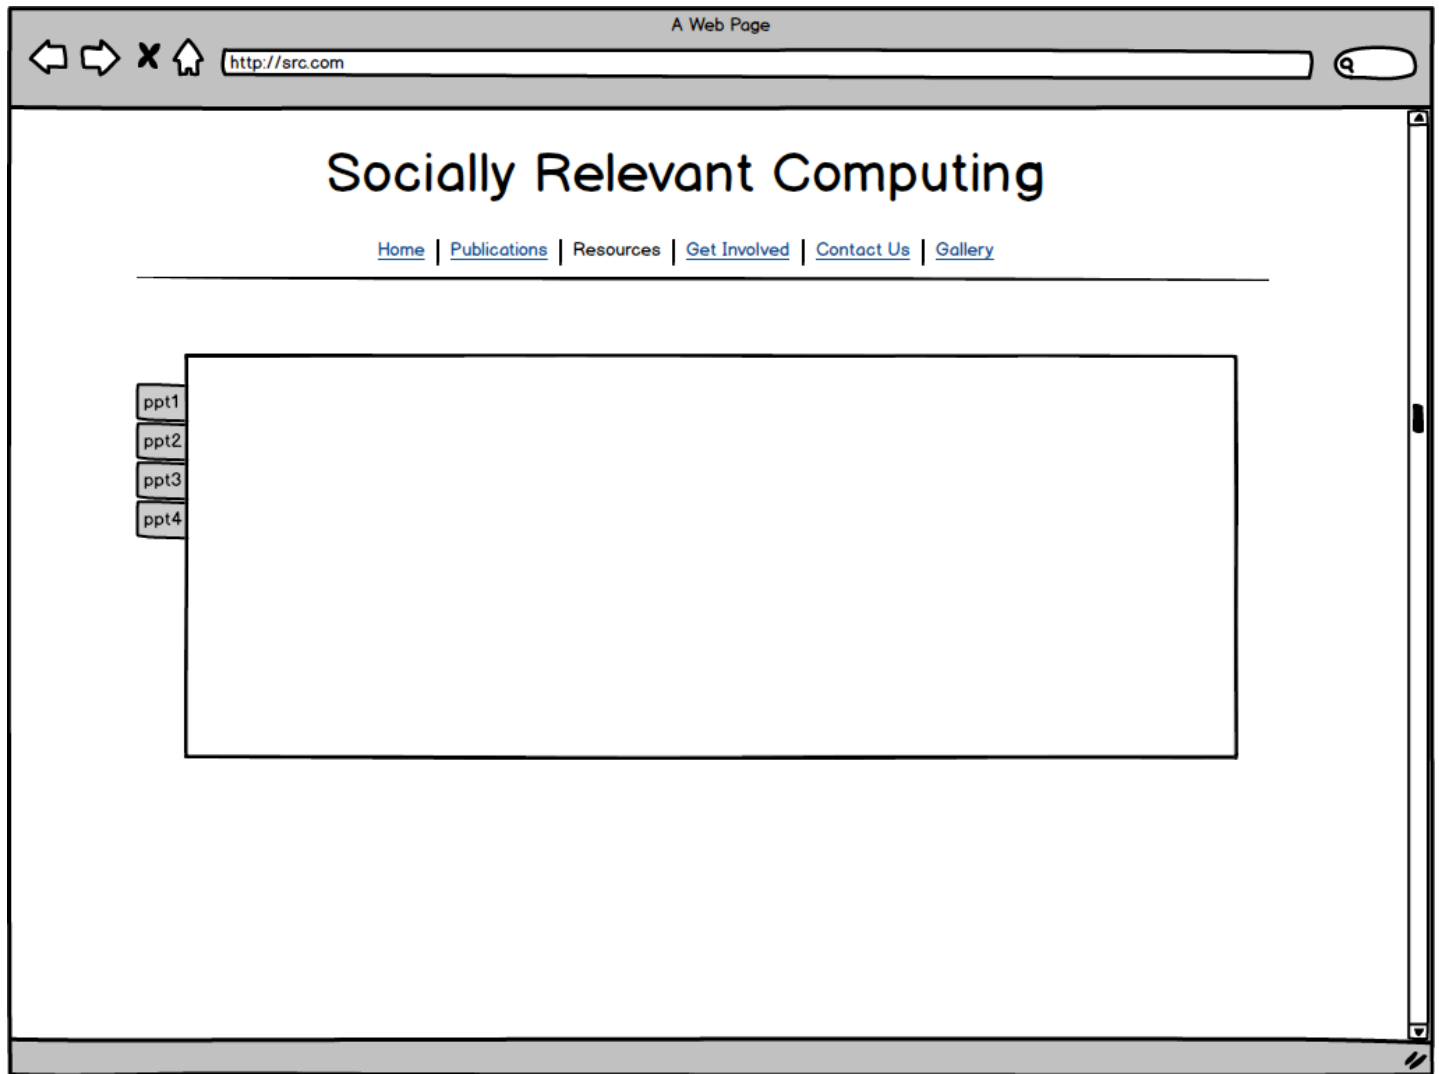 A Web Page
http://src.com
Socially Relevant Computing
Home | Publications | Resources | Get Involved | Contact Us | Gallery
ppt1
ppt2
ppt3
ppt4